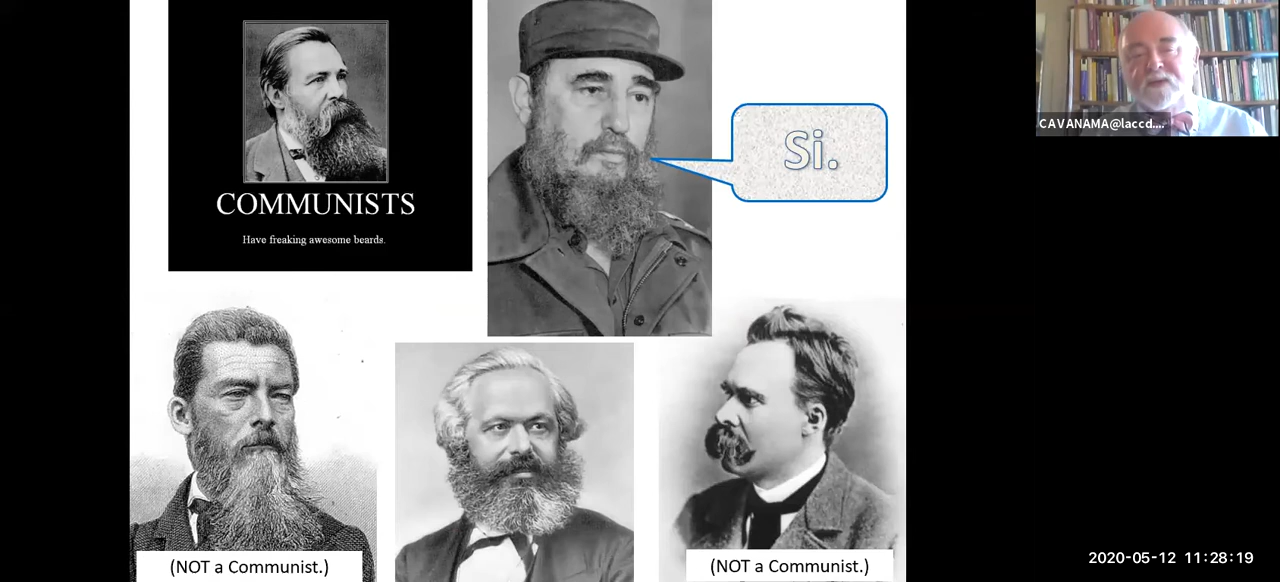 COMMUNISTS
Have freaking awesome beards.
Si.
CAVANAMA@laccd....
(NOT a Communist.)
(NOT a Communist.)
2020-05-12 11:28:19